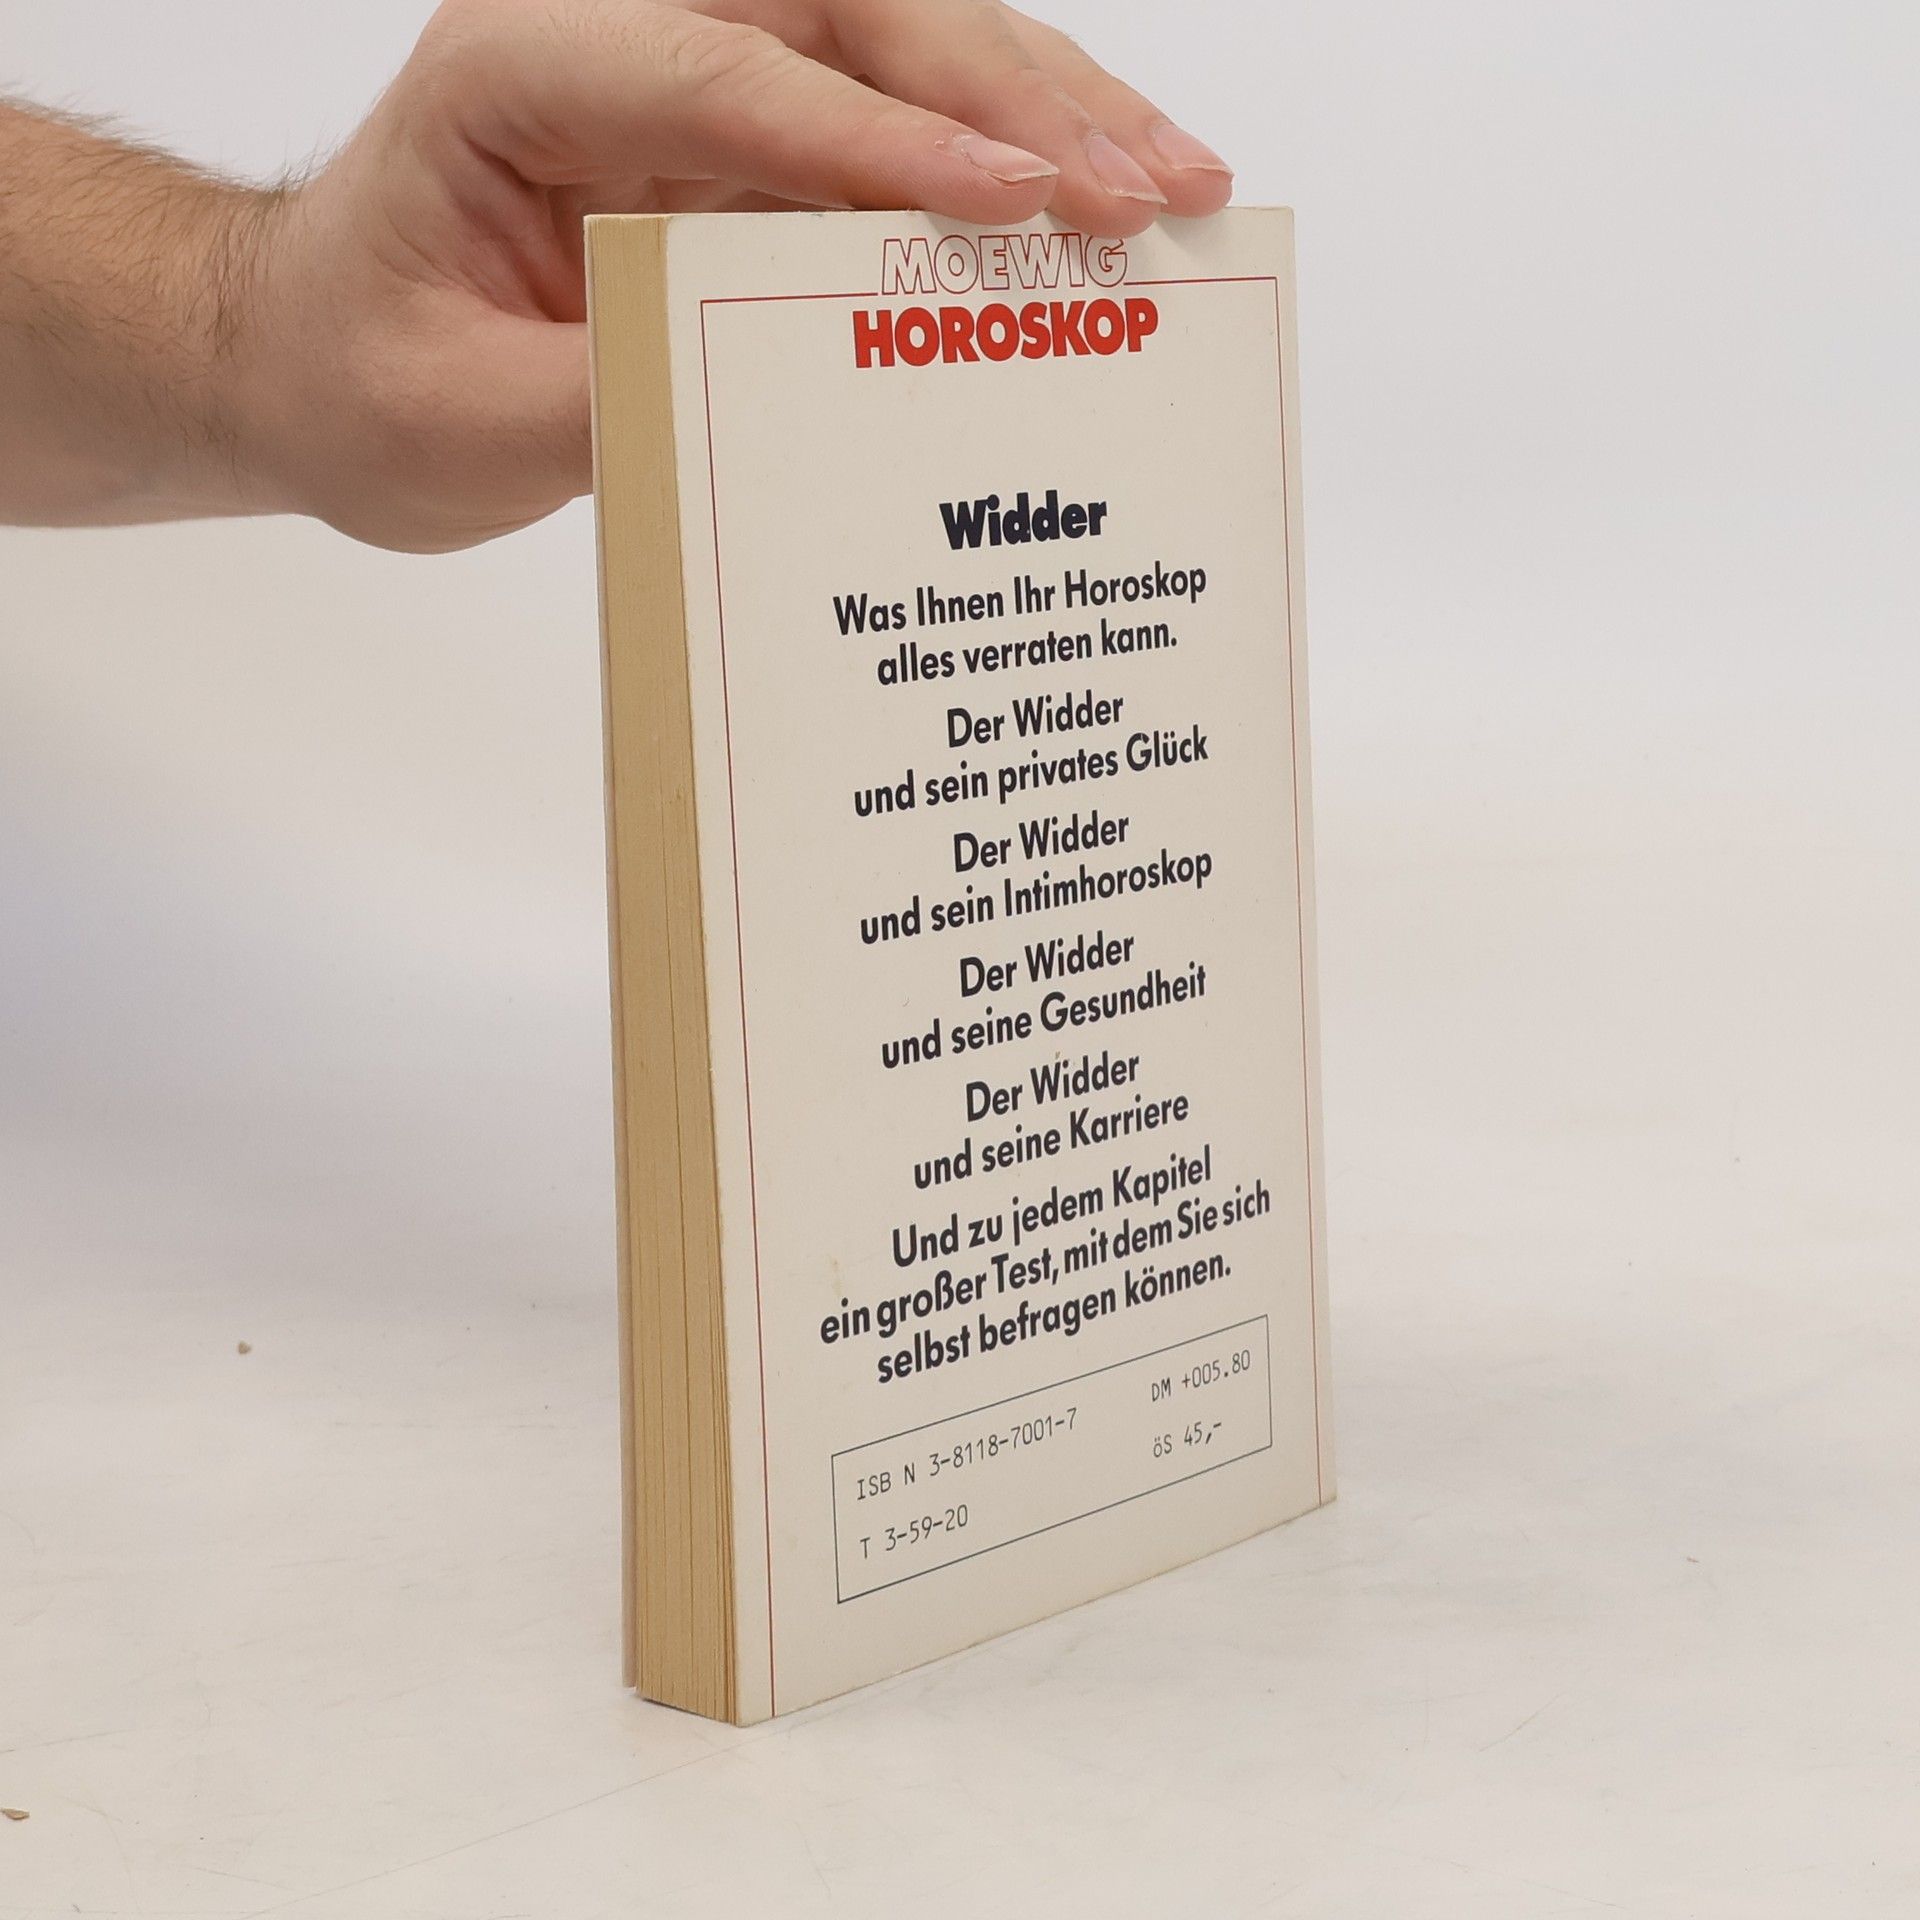 MOEWIG
HOROSKOP
Widder
Was Ihnen Ihr Horoskop
alles verraten kann.
Der Widder
und sein privates Glück
Der Widder
und sein Intimhoroskop
Der Widder
und seine Gesundheit
Der Widder
und seine Karriere
Und zu jedem Kapitel
ein großer Test, mit dem Sie sich
selbst befragen können.
ISB N 3-8118-7001-7 DM +005.80
T 3-59-20 öS 45,-